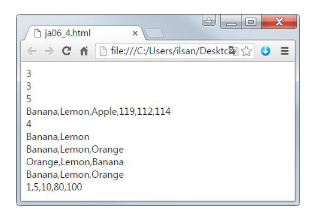 ja06_4.html
file:///C:/Users/ilsan/Deskto
3
3
5
Banana,Lemon,Apple,119,112,114
4
Banana,Lemon
Banana,Lemon,Orange
Orange,Lemon,Banana
Banana,Lemon,Orange
1,5,10,80,100